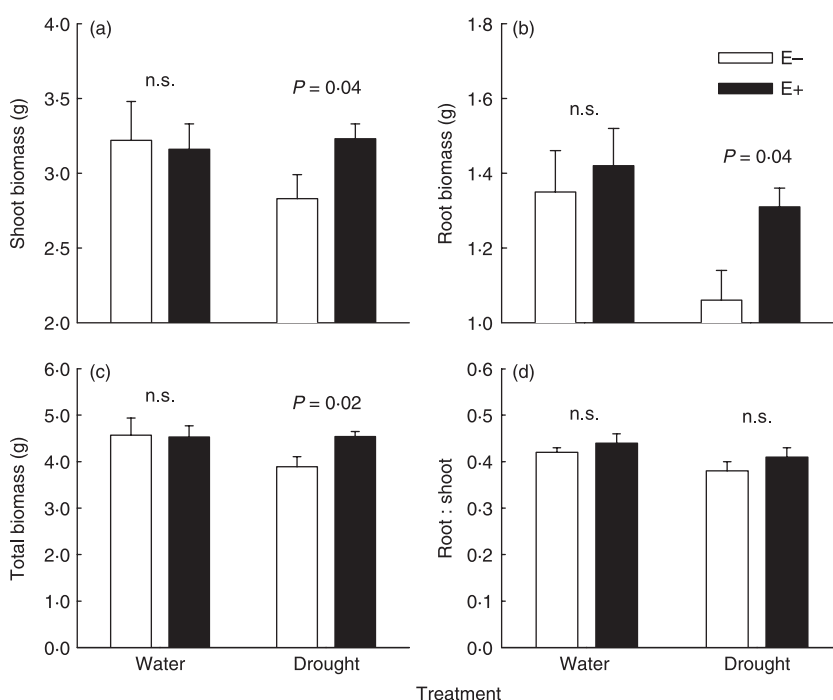 (a)
Shoot biomass (g)
4·0
3·5
3·0
2·5
2·0
n.s.
P = 0·04
(b)
E−
E+
Root biomass (g)
1·8
1·6
1·4
1·2
1·0
n.s.
P = 0·04
(c)
Total biomass (g)
6·0
5·0
4·0
2·0
1·0
0·0
n.s.
P = 0·02
Water
Drought
(d)
Root : shoot
0·6
0·5
0·4
0·3
0·2
0·1
0·0
n.s.
n.s.
Water
Drought
Treatment